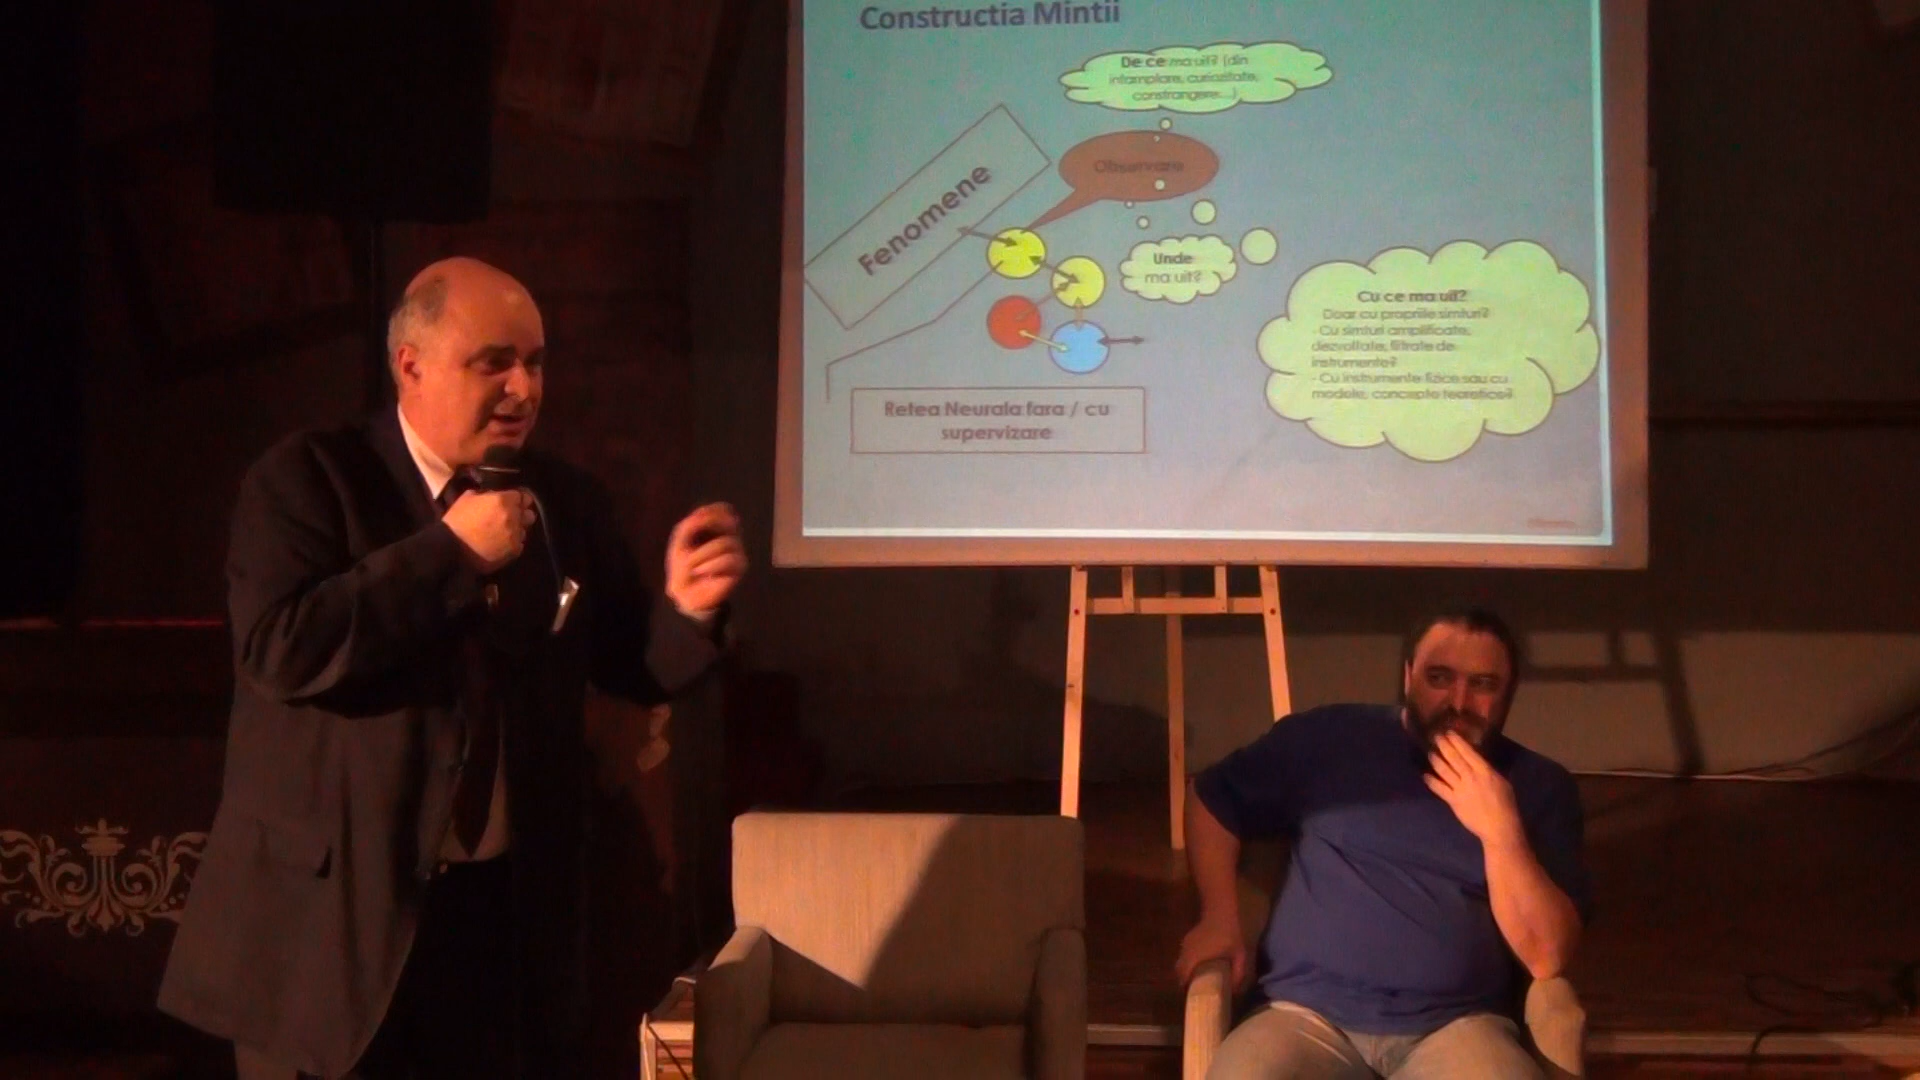 Constructia Mintii
De ce ma uit? (din
intamplare, curiozitate,
constrangere...)
Observare
Fenomene
Unde
ma uit?
Cu ce ma uit?
Doar cu propriile simturi?
- Cu simturi amplificate,
dezvoltate, filtrate de
instrumente?
- Cu instrumente fizice sau cu
modele, concepte teoretice?
Retea Neurala fara / cu
supervizare